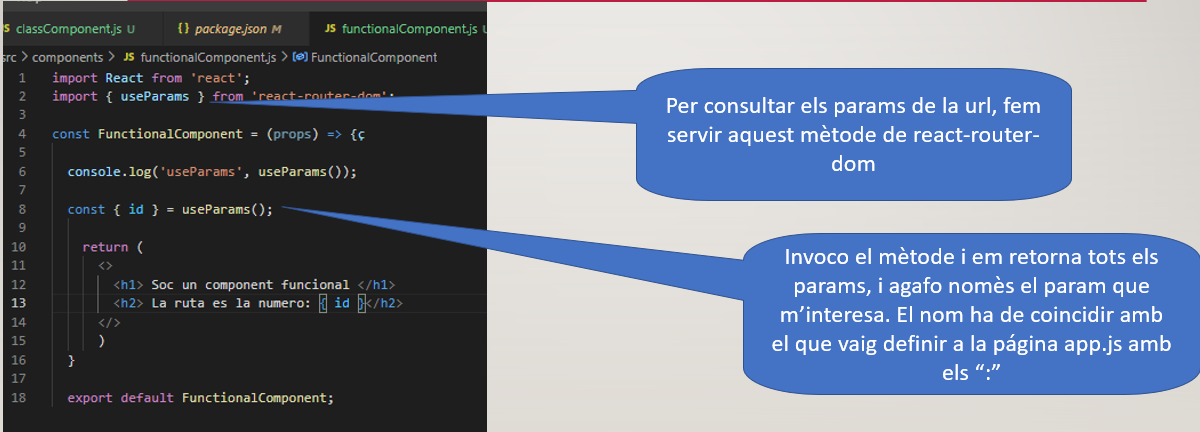 JS classComponent.js U {} package.json M JS functionalComponent.js U
src > components > JS functionalComponent.js > FunctionalComponent
1 import React from 'react';
2 import { useParams } from 'react-router-dom';
3
4 const FunctionalComponent = (props) => {ç
5
6 console.log('useParams', useParams());
7
8 const { id } = useParams();
9
10 return (
11 <>
12 <h1> Soc un component funcional </h1>
13 <h2> La ruta es la numero: { id }</h2>
14 </>
15 )
16 }
17
18 export default FunctionalComponent;
Per consultar els params de la url, fem
servir aquest mètode de react-router-
dom
Invoco el mètode i em retorna tots els
params, i agafo nomès el param que
m’interesa. El nom ha de coincidir amb
el que vaig definir a la página app.js amb
els “:”